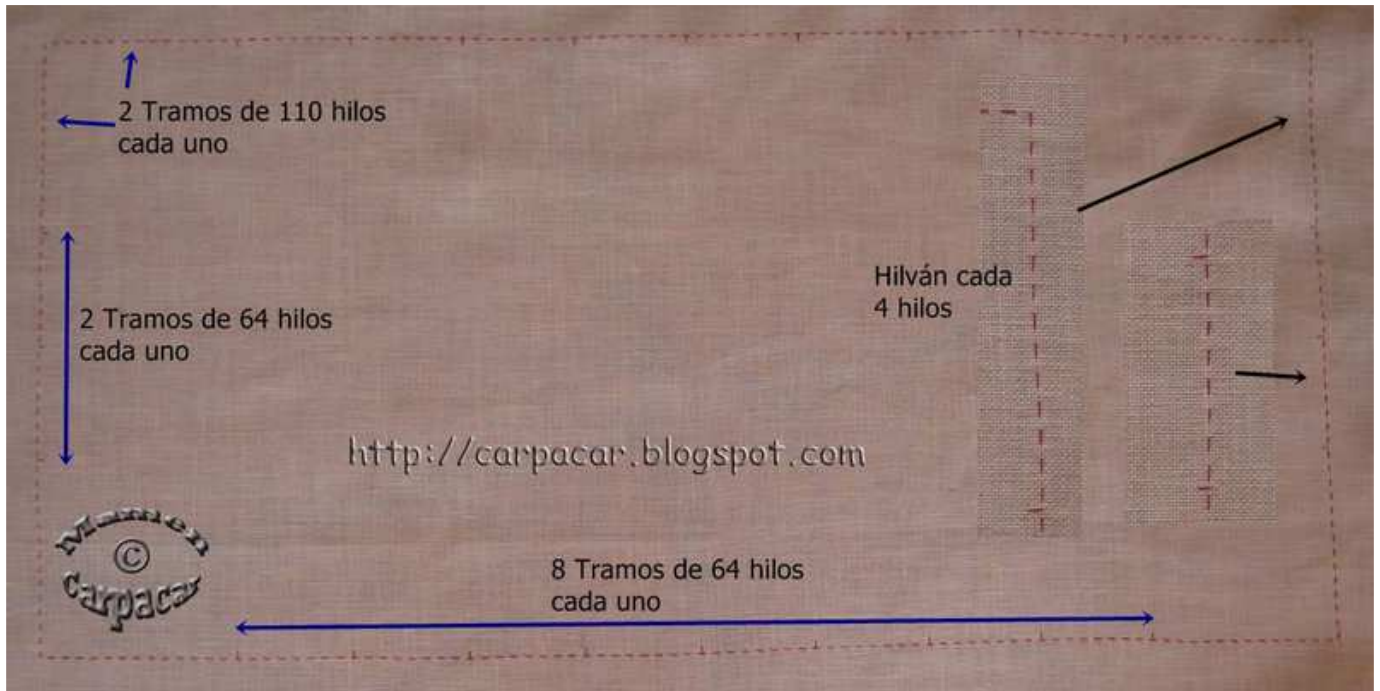 2 Tramos de 110 hilos
cada uno
Hilván cada
4 hilos
2 Tramos de 64 hilos
cada uno
http://carpacar.blogspot.com
Mamen
©
Carpacar
8 Tramos de 64 hilos
cada uno